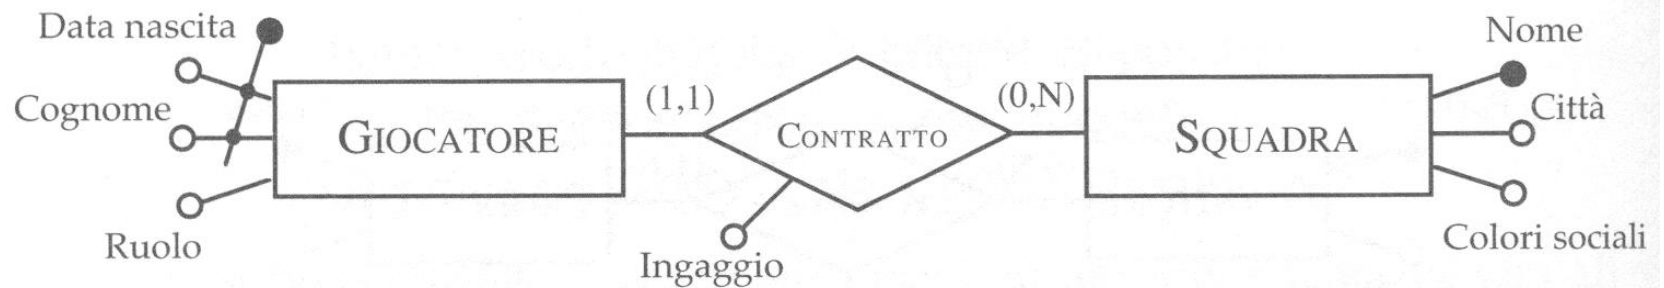 Data nascita
Cognome
Ruolo
GIOCATORE
(1,1)
CONTRATTO
Ingaggio
(0,N)
SQUADRA
Nome
Città
Colori sociali